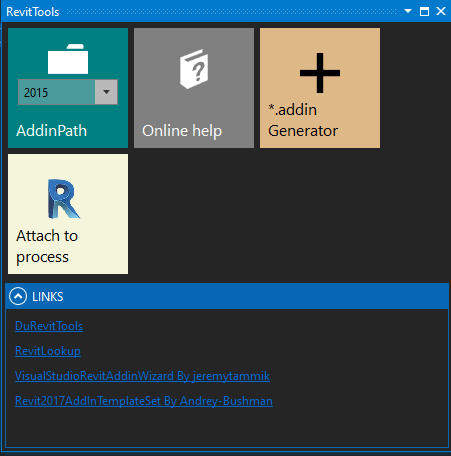 RevitTools
2015
AddinPath
Online help
*.addin
Generator
Attach to
process
LINKS
DuRevitTools
RevitLookup
VisualStudioRevitAddinWizard By jeremytammik
Revit2017AddInTemplateSet By Andrey-Bushman